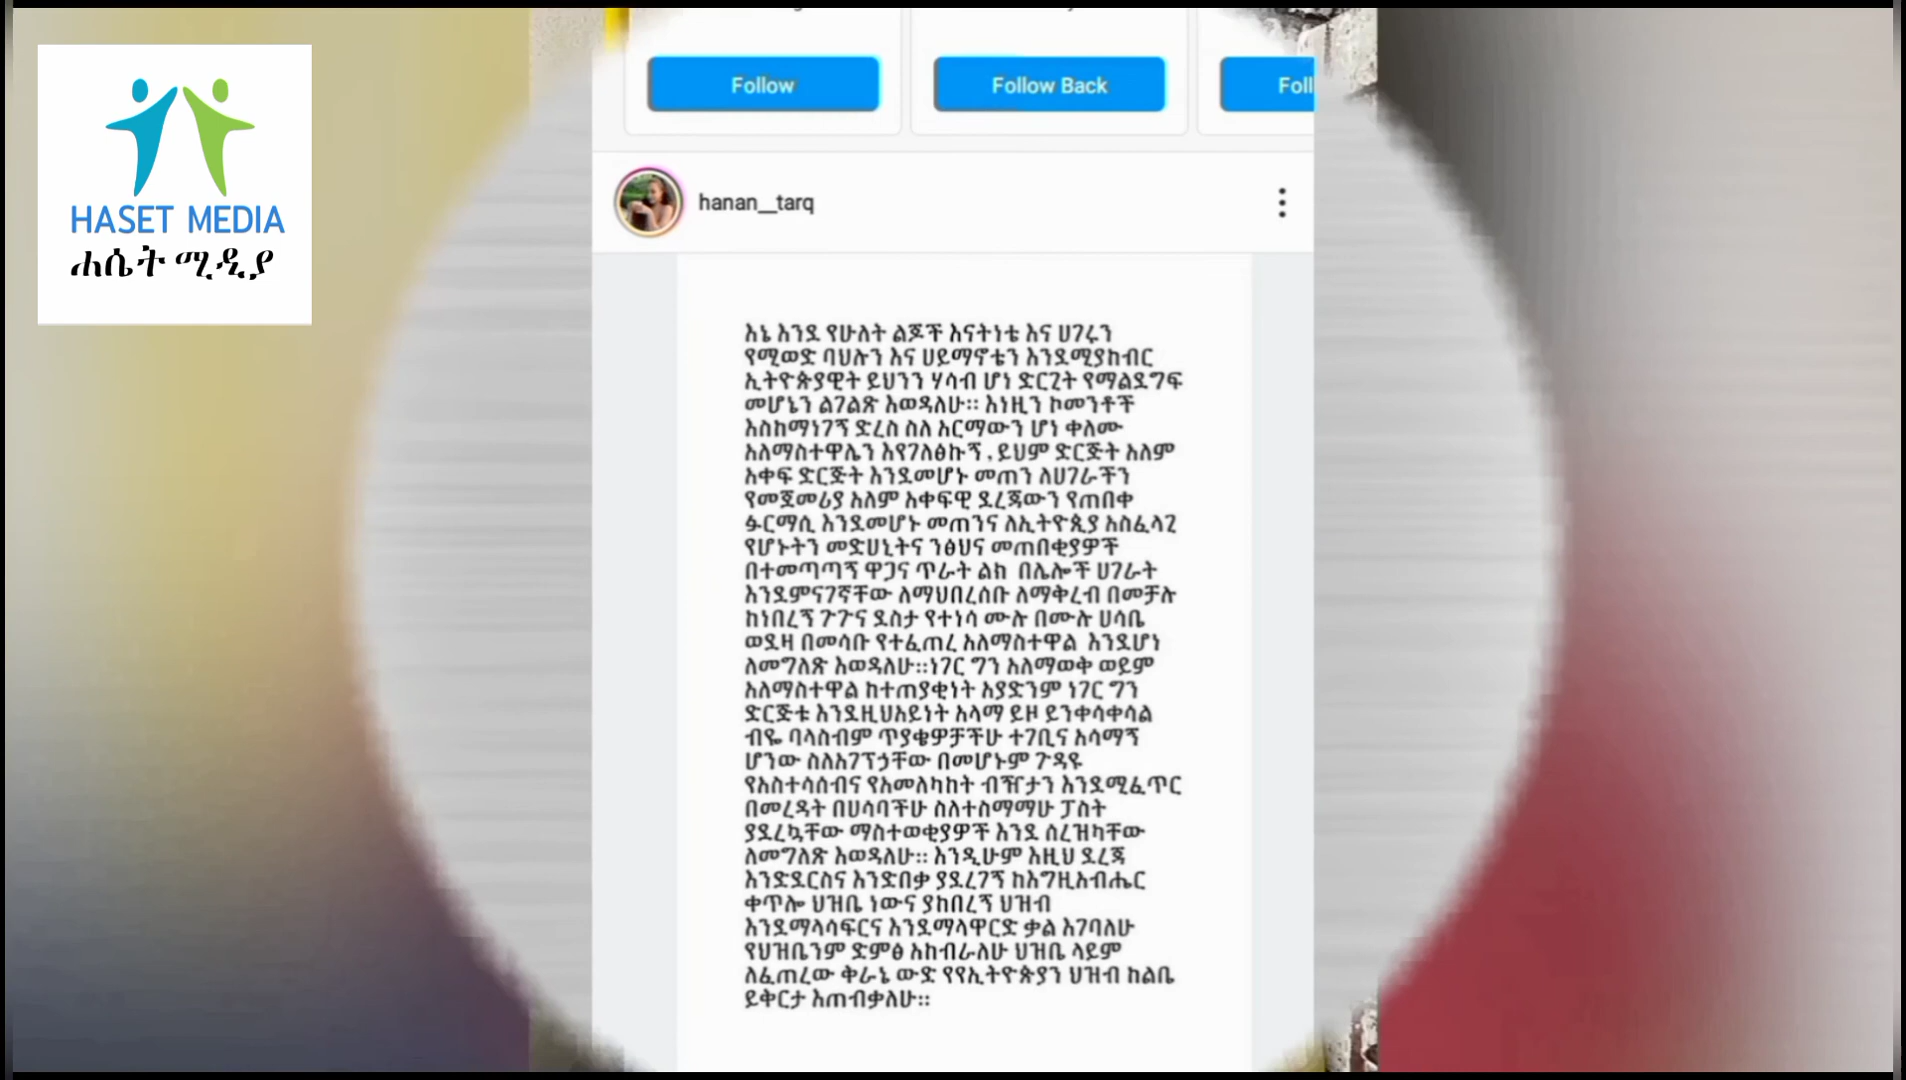 HASET MEDIA
ሐሴት ሚዲያ
Follow
Follow Back
Foll
hanan__tarq
እኔ እንደ የሁለት ልጆች እናትነቴ እና ሀገሩን
የሚወድ ባህሉን እና ሀይማኖቴን እንደሚያከብር
ኢትዮጵያዊት ይህንን ሃሳብ ሆነ ድርጊት የማልደግፍ
መሆኔን ልገልጽ እወዳለሁ። እነዚን ኮመንቶች
እስከማነገኝ ድረስ ስለ አርማውን ሆነ ቀለሙ
አለማስተዋሌን እየገለፅኩኝ , ይህም ድርጅት አለም
አቀፍ ድርጅት እንደመሆኑ መጠን ለሀገራችን
የመጀመሪያ አለም አቀፍዊ ደረጃውን የጠበቀ
ፉርማሲ እንደመሆኑ መጠንና ለኢትዮጲያ አስፈላጊ
የሆኑትን መድሀኒትና ንፅህና መጠበቂያዎች
በተመጣጣኝ ዋጋና ጥራት ልክ በሌሎች ሀገራት
እንደምናገኛቸው ለማህበረሰቡ ለማቅረብ በመቻሉ
ከነበረኝ ጉጉና ደስታ የተነሳ ሙሉ በሙሉ ሀሳቤ
ወደዛ በመሳቡ የተፈጠረ አለማስተዋል እንደሆነ
ለመግለጽ እወዳለሁ።ነገር ግን አለማወቅ ወይም
አለማስተዋል ከተጠያቂነት አያድንም ነገር ግን
ድርጅቱ እንደዚህአይነት አላማ ይዞ ይንቀሳቀሳል
ብዬ ባላስብም ጥያቄዎቻችሁ ተገቢና አሳማኝ
ሆንው ስለአገፕኃቸው በመሆኑም ጉዳዩ
የአስተሳሰብና የአመለካከት ብዥታን እንደሚፈጥር
በመረዳት በሀሳባችሁ ስለተስማማሁ ፓስት
ያደረኳቸው ማስተወቂያዎች እንደ ሰረዝካቸው
ለመግለጽ እወዳለሁ። እንዲሁም እዚህ ደረጃ
እንድደርስና እንድበቃ ያደረገኝ ከእግዚአብሔር
ቀጥሎ ህዝቤ ነውና ያከበረኝ ህዝብ
እንደማላሳፍርና እንደማላዋርድ ቃል እገባለሁ
የህዝቤንም ድምፅ አከብራለሁ ህዝቤ ላይም
ለፈጠረው ቅራኔ ውድ የየኢትዮጵያን ህዝብ ከልቤ
ይቅርታ እጠብቃለሁ።